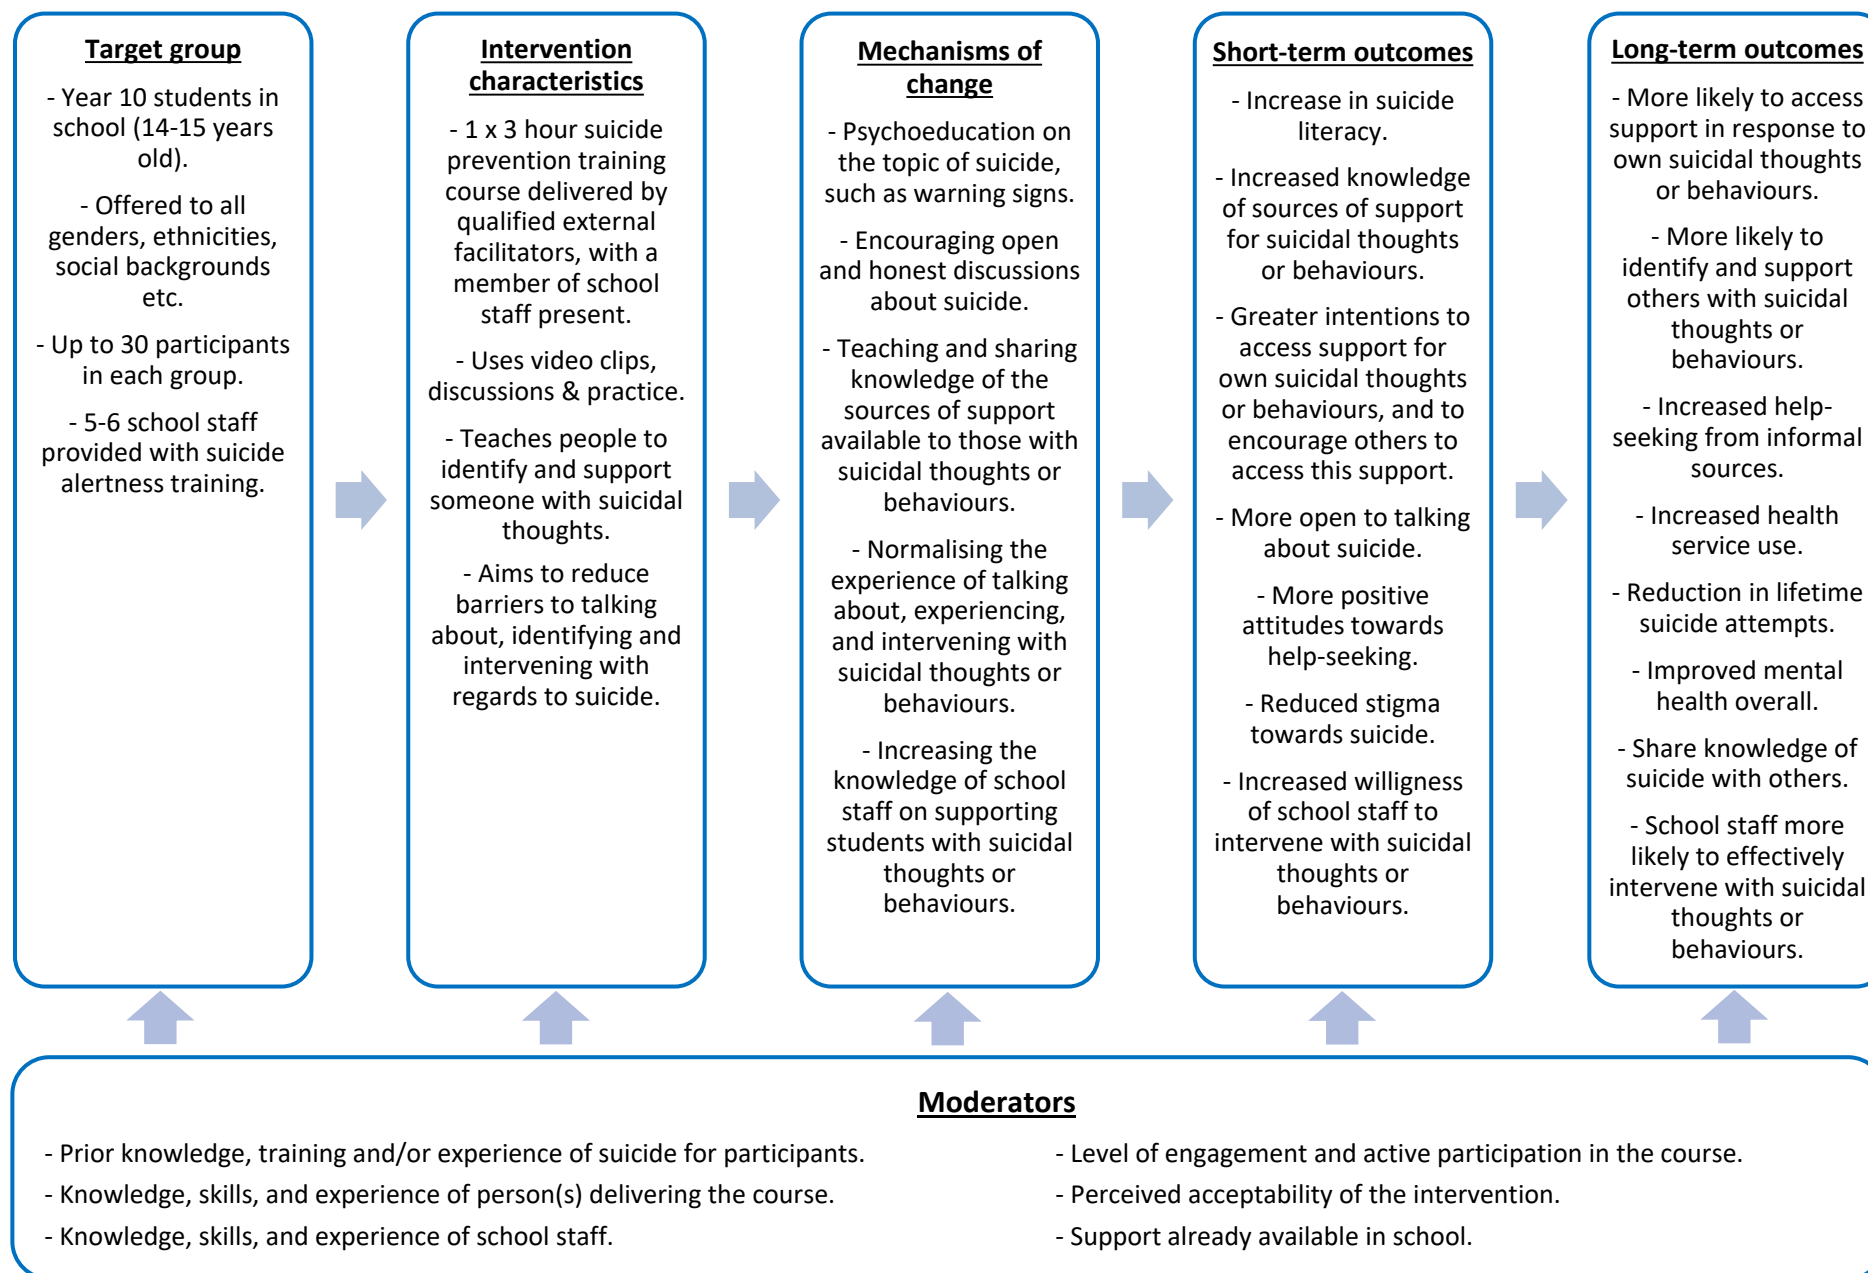 Target group
- Year 10 students in
school (14-15 years
old).
- Offered to all
genders, ethnicities,
social backgrounds
etc.
- Up to 30 participants
in each group.
- 5-6 school staff
provided with suicide
alertness training.
Intervention
characteristics
- 1 x 3 hour suicide
prevention training
course delivered by
qualified external
facilitators, with a
member of school
staff present.
- Uses video clips,
discussions & practice.
- Teaches people to
identify and support
someone with suicidal
thoughts.
- Aims to reduce
barriers to talking
about, identifying and
intervening with
regards to suicide.
Mechanisms of
change
- Psychoeducation on
the topic of suicide,
such as warning signs.
- Encouraging open
and honest discussions
about suicide.
- Teaching and sharing
knowledge of the
sources of support
available to those with
suicidal thoughts or
behaviours.
- Normalising the
experience of talking
about, experiencing,
and intervening with
suicidal thoughts or
behaviours.
- Increasing the
knowledge of school
staff on supporting
students with suicidal
thoughts or
behaviours.
Short-term outcomes
- Increase in suicide
literacy.
- Increased knowledge
of sources of support
for suicidal thoughts
or behaviours.
- Greater intentions to
access support for
own suicidal thoughts
or behaviours, and to
encourage others to
access this support.
- More open to talking
about suicide.
- More positive
attitudes towards
help-seeking.
- Reduced stigma
towards suicide.
- Increased willigness
of school staff to
intervene with suicidal
thoughts or
behaviours.
Long-term outcomes
- More likely to access
support in response to
own suicidal thoughts
or behaviours.
- More likely to
identify and support
others with suicidal
thoughts or
behaviours.
- Increased help-
seeking from informal
sources.
- Increased health
service use.
- Reduction in lifetime
suicide attempts.
- Improved mental
health overall.
- Share knowledge of
suicide with others.
- School staff more
likely to effectively
intervene with suicidal
thoughts or
behaviours.
Moderators
- Prior knowledge, training and/or experience of suicide for participants.
- Knowledge, skills, and experience of person(s) delivering the course.
- Knowledge, skills, and experience of school staff.
- Level of engagement and active participation in the course.
- Perceived acceptability of the intervention.
- Support already available in school.